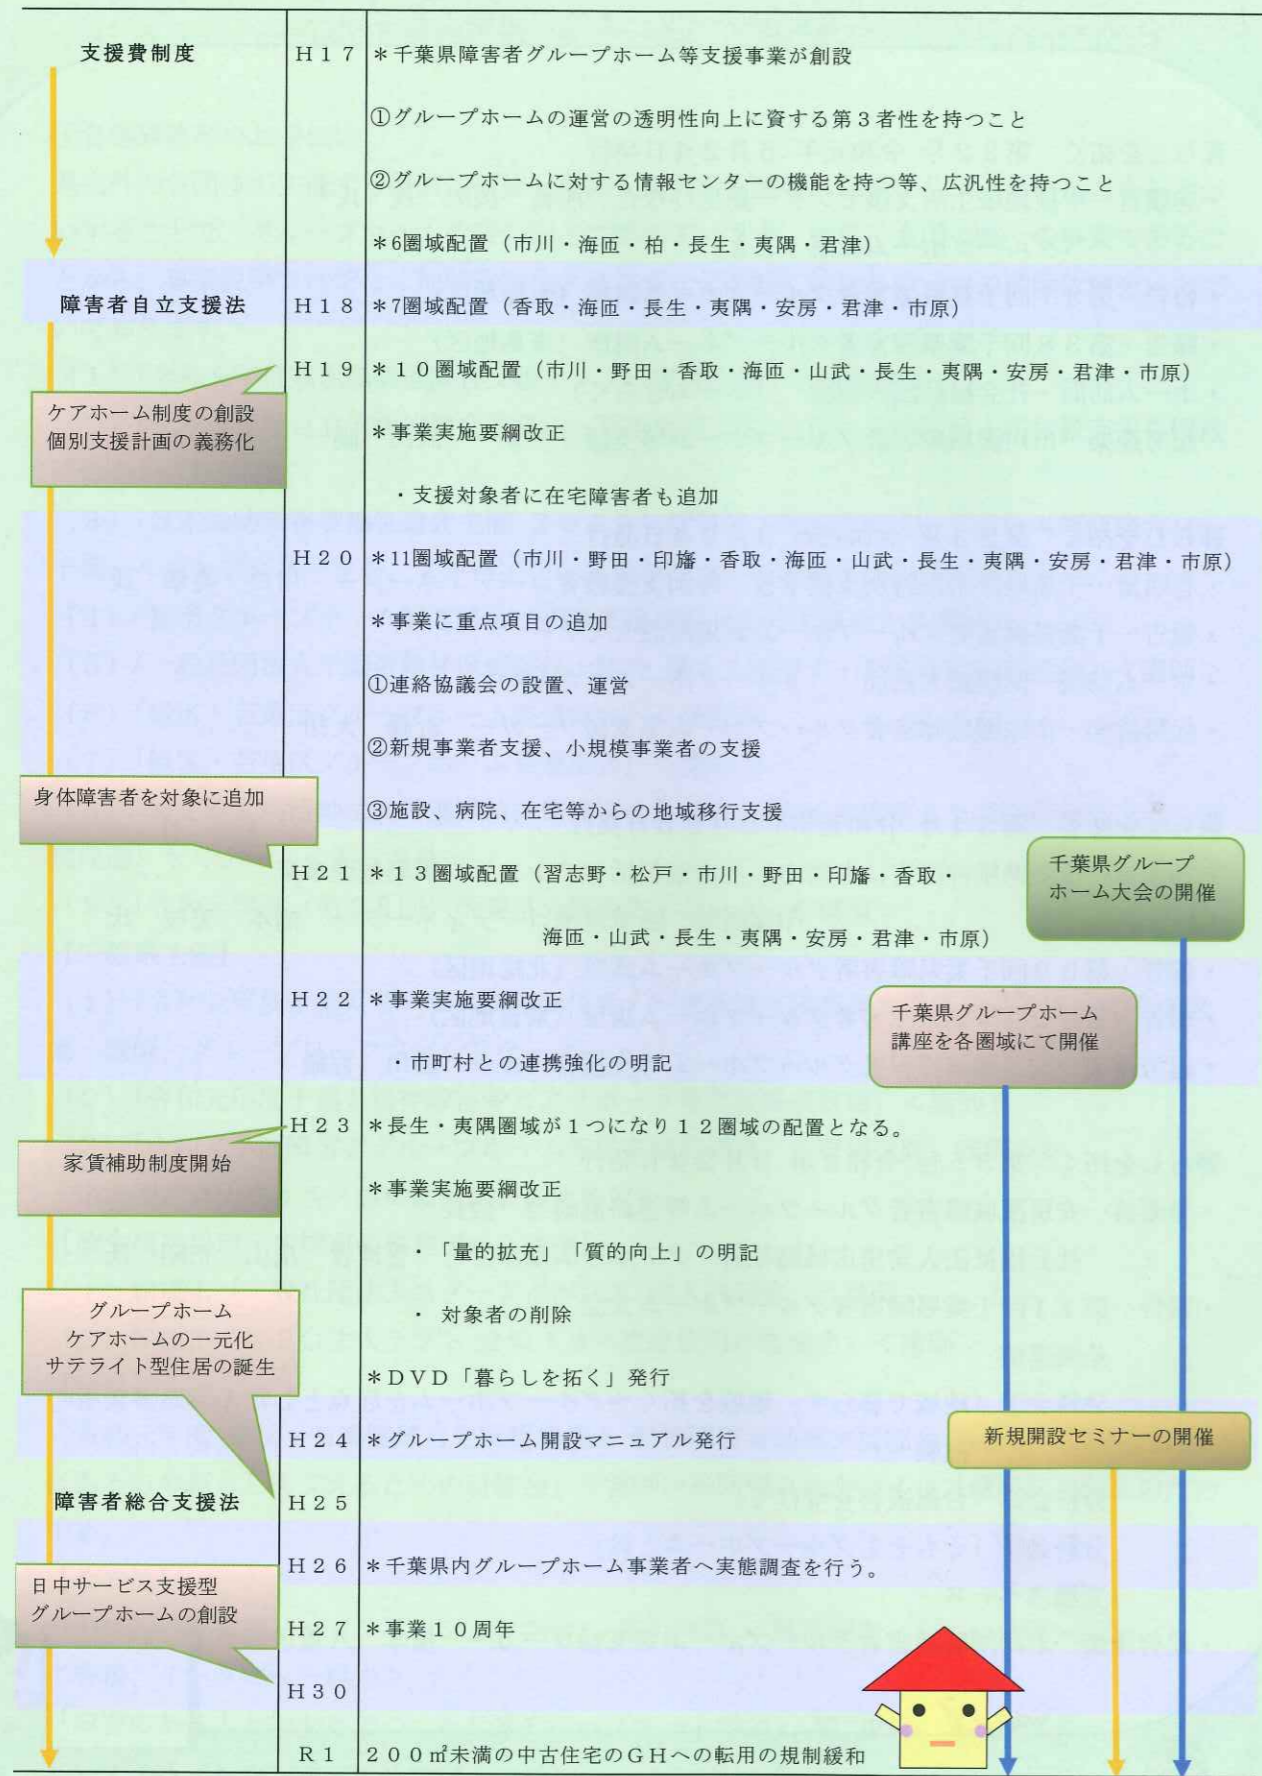 支援費制度
H17
*千葉県障害者グループホーム等支援事業が創設
①グループホームの運営の透明性向上に資する第3者性を持つこと
②グループホームに対する情報センターの機能を持つ等、広汎性を持つこと
*6圏域配置（市川・海匝・柏・長生・夷隅・君津）
障害者自立支援法
H18
*7圏域配置（香取・海匝・長生・夷隅・安房・君津・市原）
H19
*10圏域配置（市川・野田・香取・海匝・山武・長生・夷隅・安房・君津・市原）
ケアホーム制度の創設
個別支援計画の義務化
*事業実施要綱改正
・支援対象者に在宅障害者も追加
H20
*11圏域配置（市川・野田・印旛・香取・海匝・山武・長生・夷隅・安房・君津・市原）
*事業に重点項目の追加
①連絡協議会の設置、運営
②新規事業者支援、小規模事業者の支援
身体障害者を対象に追加
③施設、病院、在宅等からの地域移行支援
H21
*13圏域配置（習志野・松戸・市川・野田・印旛・香取・
海匝・山武・長生・夷隅・安房・君津・市原）
千葉県グループ
ホーム大会の開催
H22
*事業実施要綱改正
・市町村との連携強化の明記
千葉県グループホーム
講座を各圏域にて開催
H23
*長生・夷隅圏域が1つになり12圏域の配置となる。
家賃補助制度開始
*事業実施要綱改正
・「量的拡充」「質的向上」の明記
・ 対象者の削除
グループホーム
ケアホームの一元化
サテライト型住居の誕生
*DVD「暮らしを拓く」発行
H24
*グループホーム開設マニュアル発行
新規開設セミナーの開催
障害者総合支援法
H25
H26
*千葉県内グループホーム事業者へ実態調査を行う。
日中サービス支援型
グループホームの創設
H27
*事業10周年
H30
R1
200㎡未満の中古住宅のGHへの転用の規制緩和